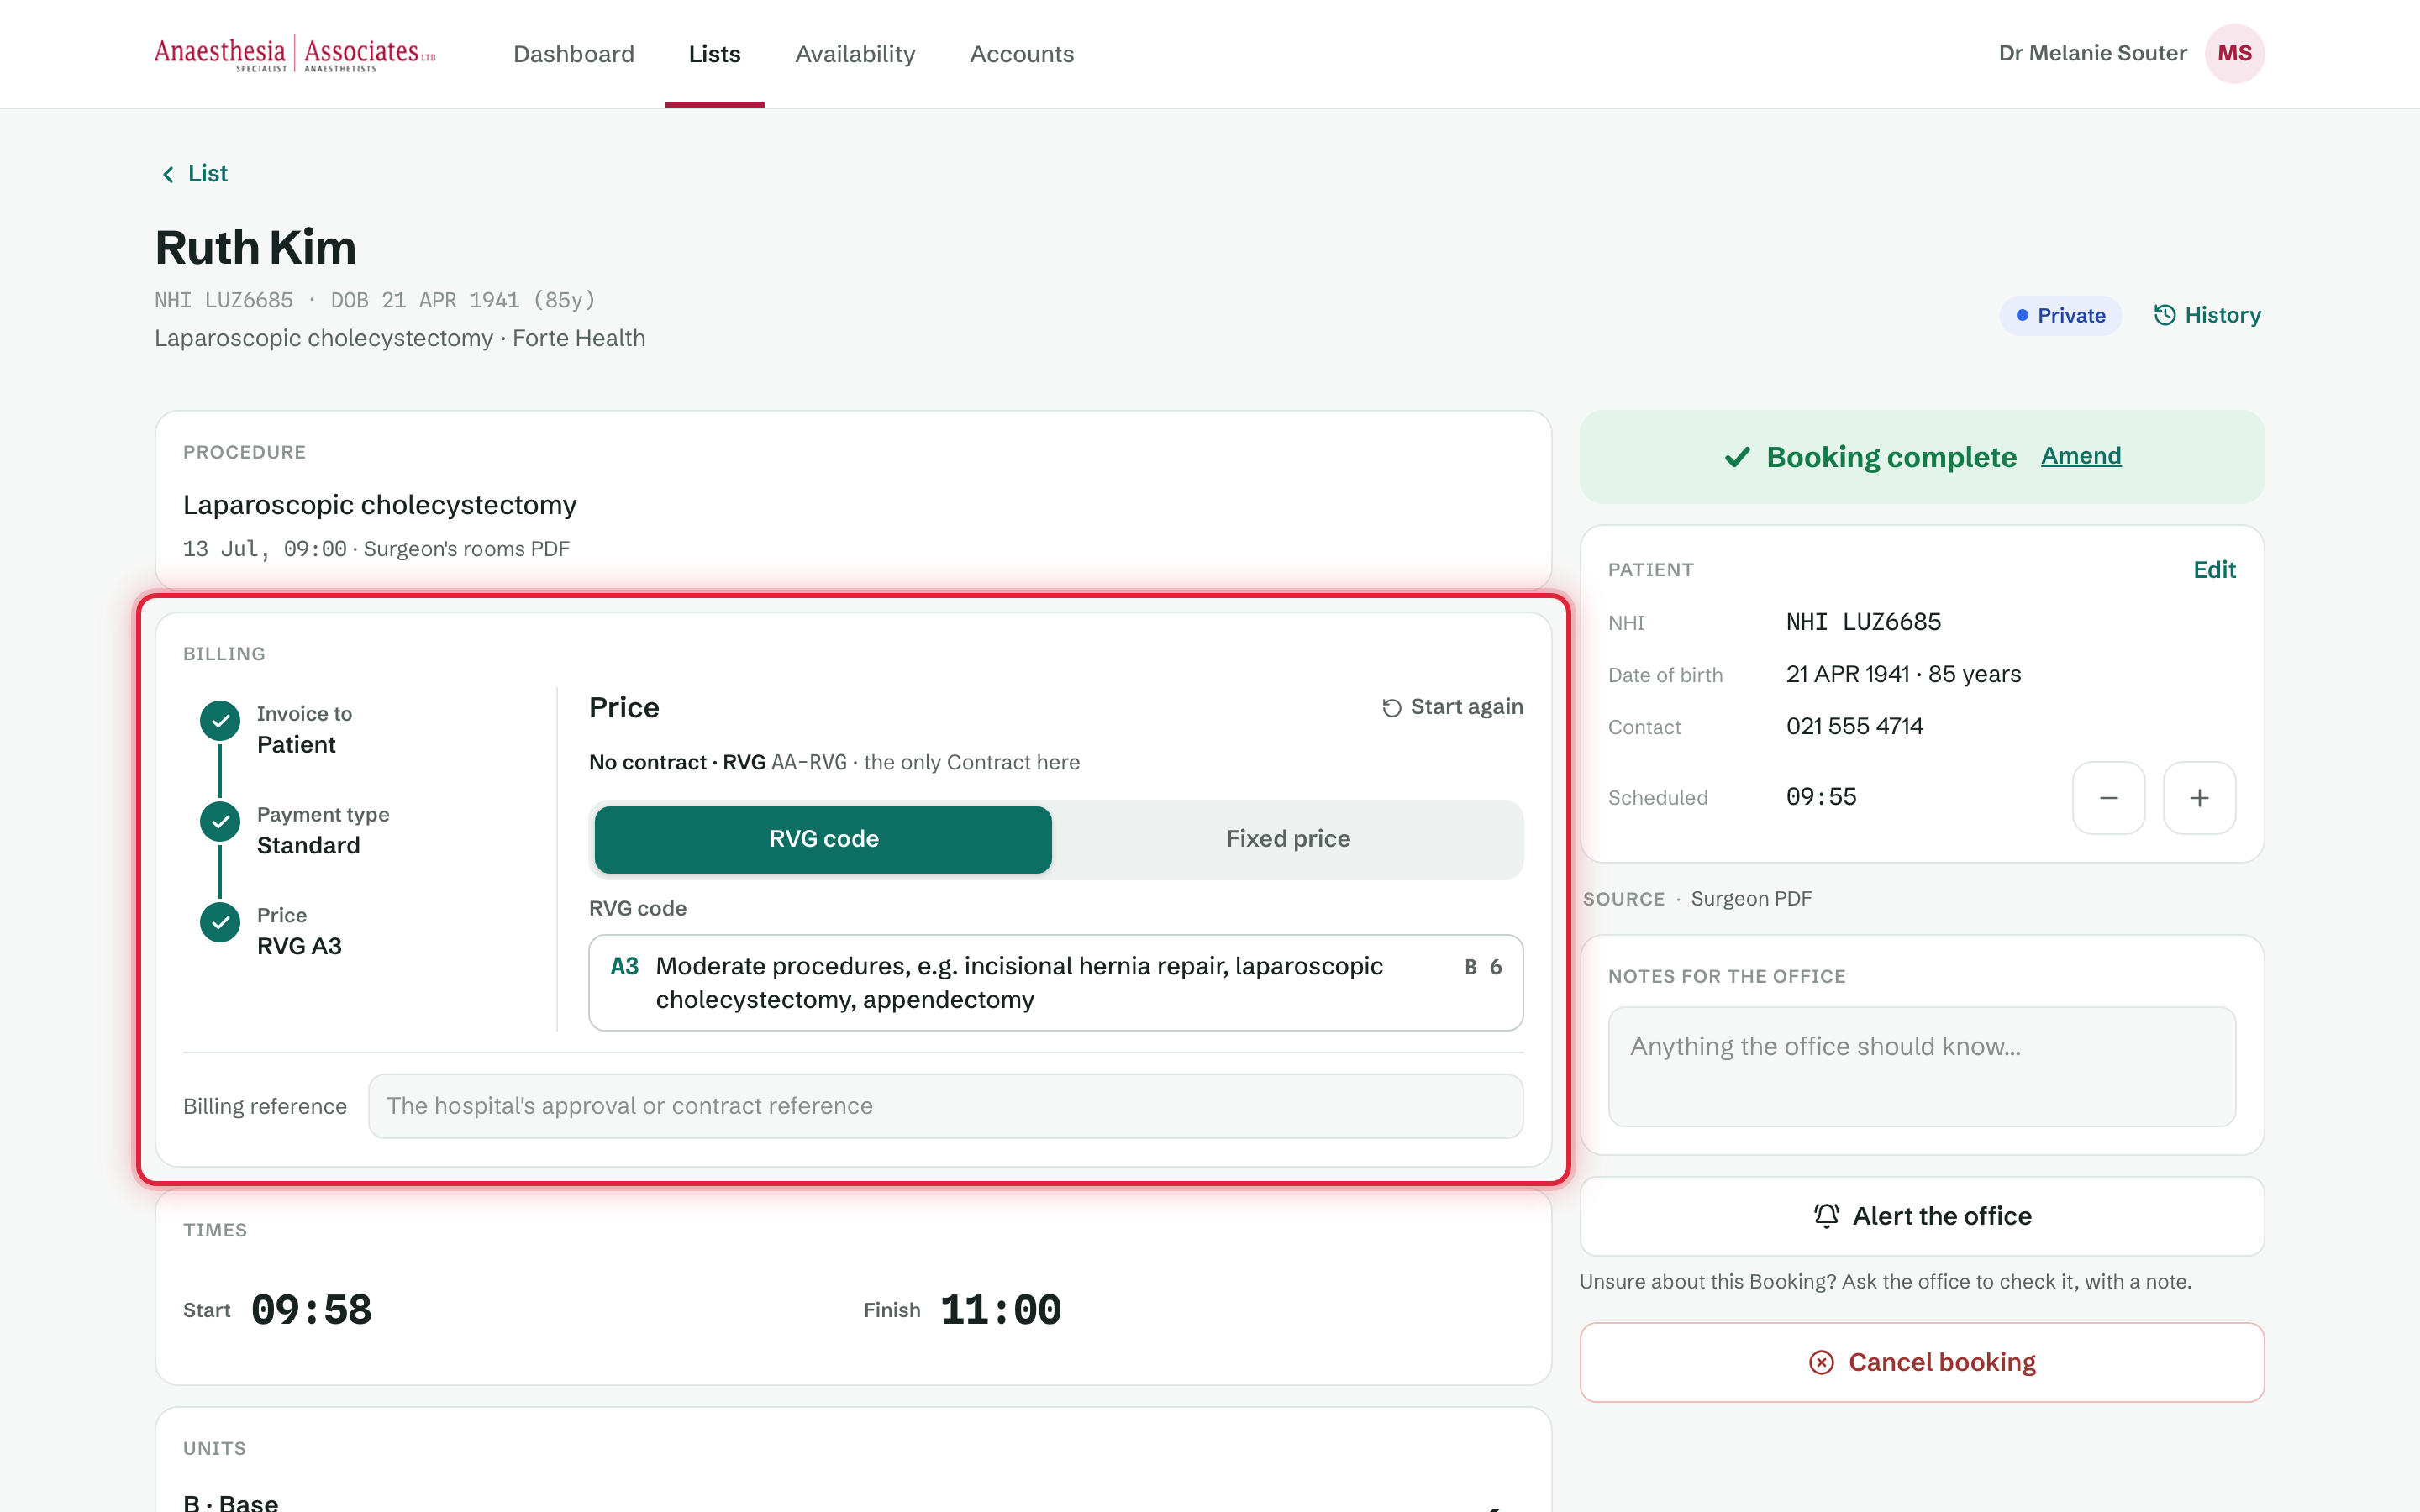 Anaesthesia | Associates LTD
SPECIALIST ANAESTHETISTS
Dashboard
Lists
Availability
Accounts
Dr Melanie Souter
MS
List
Ruth Kim
NHI LUZ6685 · DOB 21 APR 1941 (85y)
Laparoscopic cholecystectomy · Forte Health
Private
History
PROCEDURE
Laparoscopic cholecystectomy
13 Jul, 09:00 · Surgeon's rooms PDF
BILLING
Invoice to
Patient
Payment type
Standard
Price
RVG A3
Price
Start again
No contract · RVG AA-RVG · the only Contract here
RVG code
Fixed price
RVG code
A3 Moderate procedures, e.g. incisional hernia repair, laparoscopic B 6
cholecystectomy, appendectomy
Billing reference
The hospital's approval or contract reference
TIMES
Start 09:58
Finish 11:00
UNITS
B · Base
Booking complete
Amend
PATIENT
Edit
NHI
NHI LUZ6685
Date of birth
21 APR 1941 · 85 years
Contact
021 555 4714
Scheduled
09:55
SOURCE · Surgeon PDF
NOTES FOR THE OFFICE
Anything the office should know...
Alert the office
Unsure about this Booking? Ask the office to check it, with a note.
Cancel booking